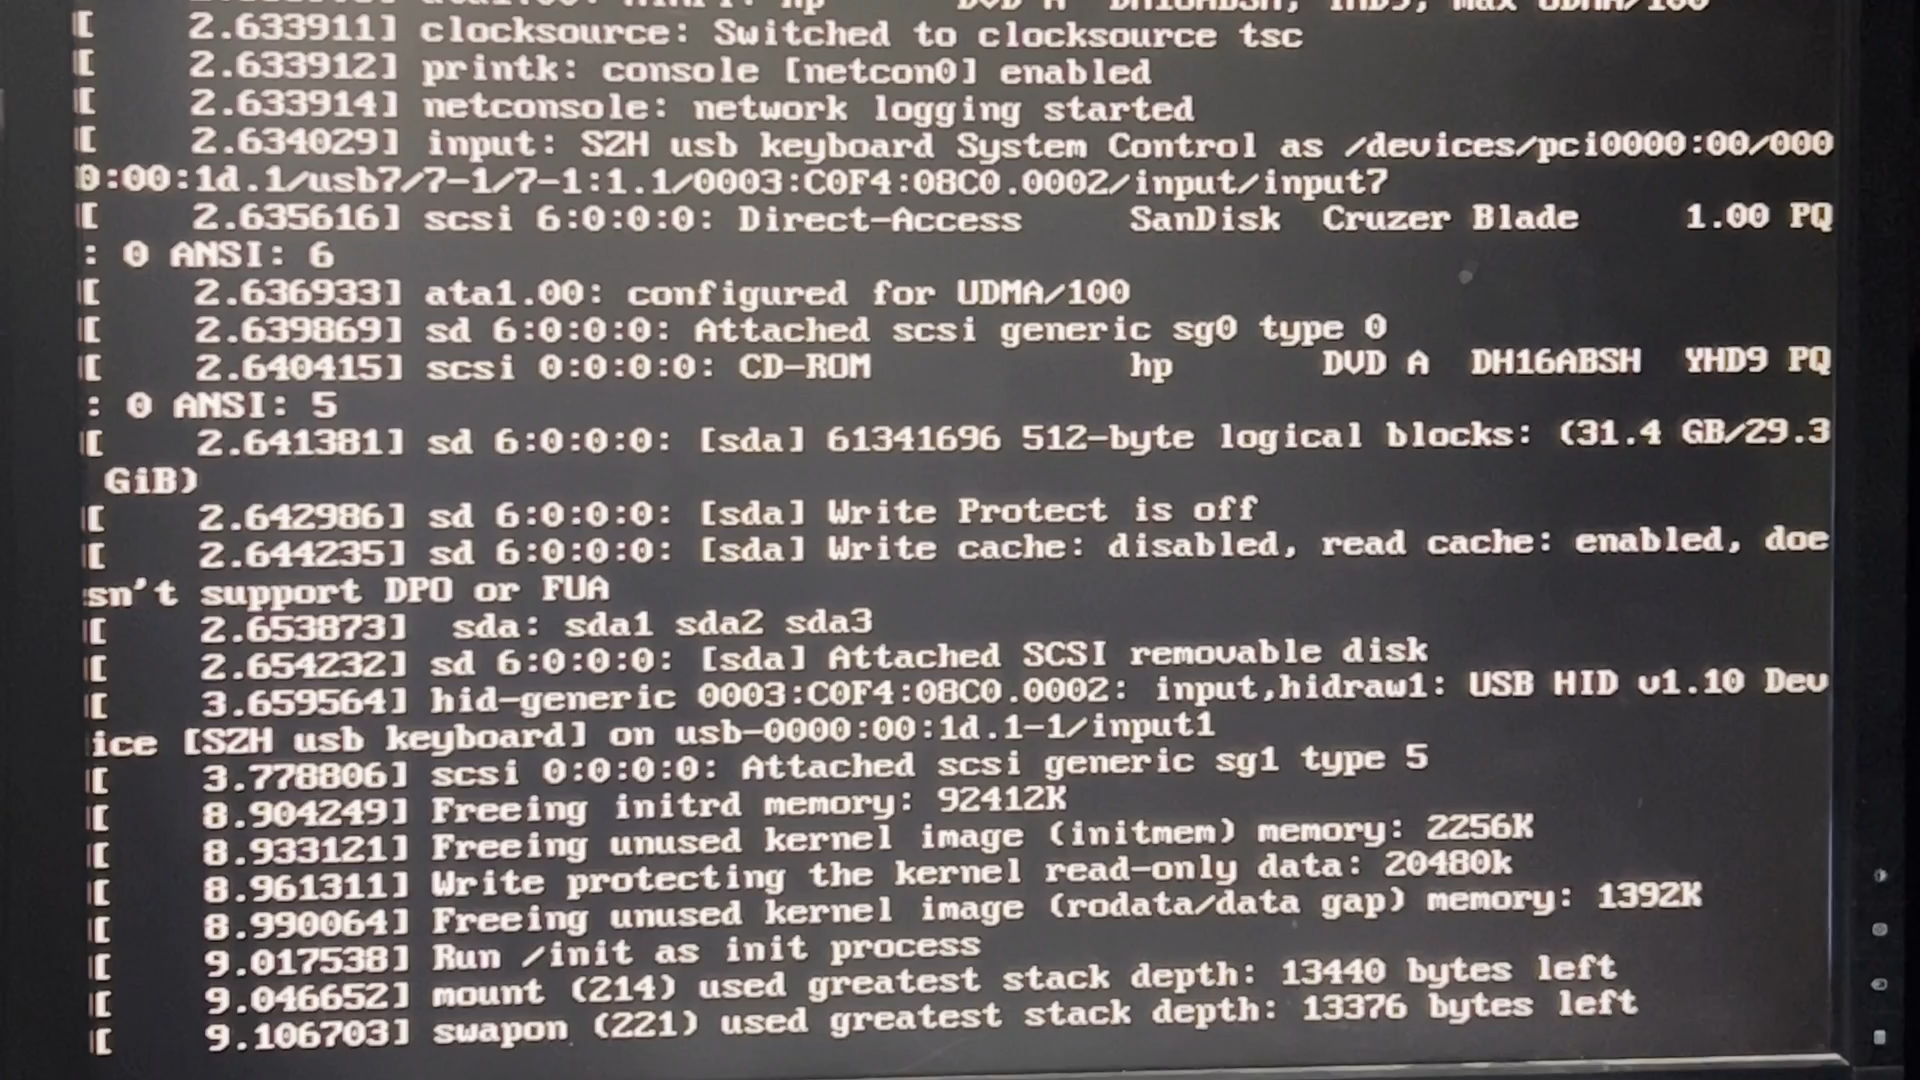 hp DVD A DH16ABSH, YHD9, max UDMA/100
[ 2.633911] clocksource: Switched to clocksource tsc
[ 2.633912] printk: console [netcon0] enabled
[ 2.633914] netconsole: network logging started
[ 2.634029] input: SZH usb keyboard System Control as /devices/pci0000:00/000
0:00:1d.1/usb7/7-1/7-1:1.1/0003:C0F4:08C0.0002/input/input7
[ 2.635616] scsi 6:0:0:0: Direct-Access SanDisk Cruzer Blade 1.00 PQ
: 0 ANSI: 6
[ 2.636933] ata1.00: configured for UDMA/100
[ 2.639869] sd 6:0:0:0: Attached scsi generic sg0 type 0
[ 2.640415] scsi 0:0:0:0: CD-ROM hp DVD A DH16ABSH YHD9 PQ
: 0 ANSI: 5
[ 2.641381] sd 6:0:0:0: [sda] 61341696 512-byte logical blocks: (31.4 GB/29.3
GiB)
[ 2.642986] sd 6:0:0:0: [sda] Write Protect is off
[ 2.644235] sd 6:0:0:0: [sda] Write cache: disabled, read cache: enabled, doe
sn't support DPO or FUA
[ 2.653873] sda: sda1 sda2 sda3
[ 2.654232] sd 6:0:0:0: [sda] Attached SCSI removable disk
[ 3.659564] hid-generic 0003:C0F4:08C0.0002: input,hidraw1: USB HID v1.10 Dev
ice [SZH usb keyboard] on usb-0000:00:1d.1-1/input1
[ 3.778806] scsi 0:0:0:0: Attached scsi generic sg1 type 5
[ 8.904249] Freeing initrd memory: 92412K
[ 8.933121] Freeing unused kernel image (initmem) memory: 2256K
[ 8.961311] Write protecting the kernel read-only data: 20480k
[ 8.990064] Freeing unused kernel image (rodata/data gap) memory: 1392K
[ 9.017538] Run /init as init process
[ 9.046652] mount (214) used greatest stack depth: 13440 bytes left
[ 9.106703] swapon (221) used greatest stack depth: 13376 bytes left